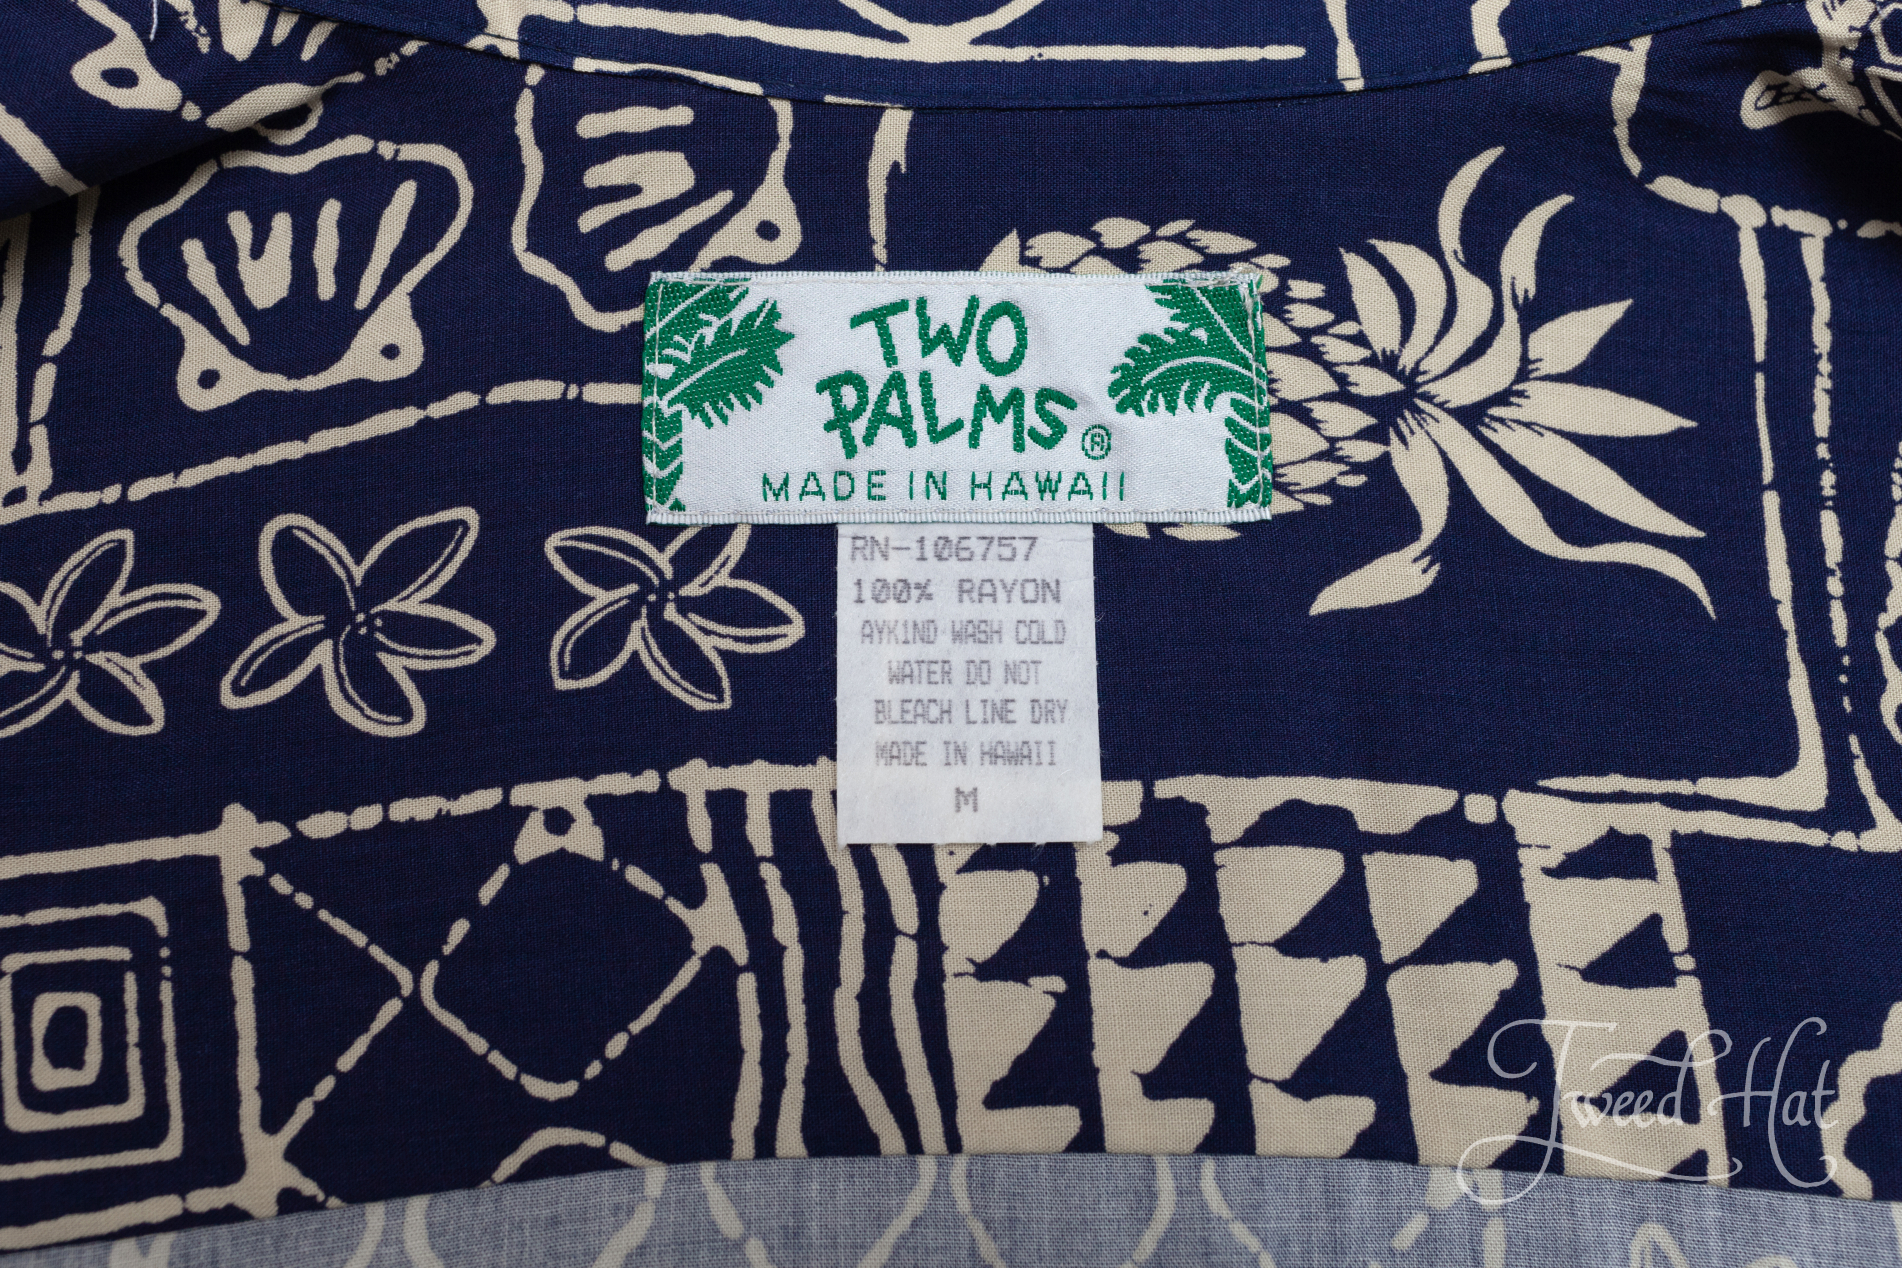 TWO
PALMS®
MADE IN HAWAII
RN-106757
100% RAYON
AYKIND WASH COLD
WATER DO NOT
BLEACH LINE DRY
MADE IN HAWAII
M
Tweed Hat